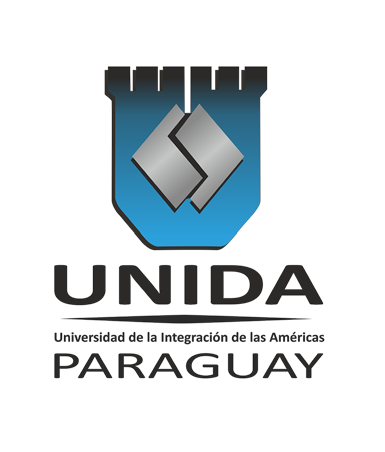 UNIDA
Universidad de la Integración de las Américas
PARAGUAY